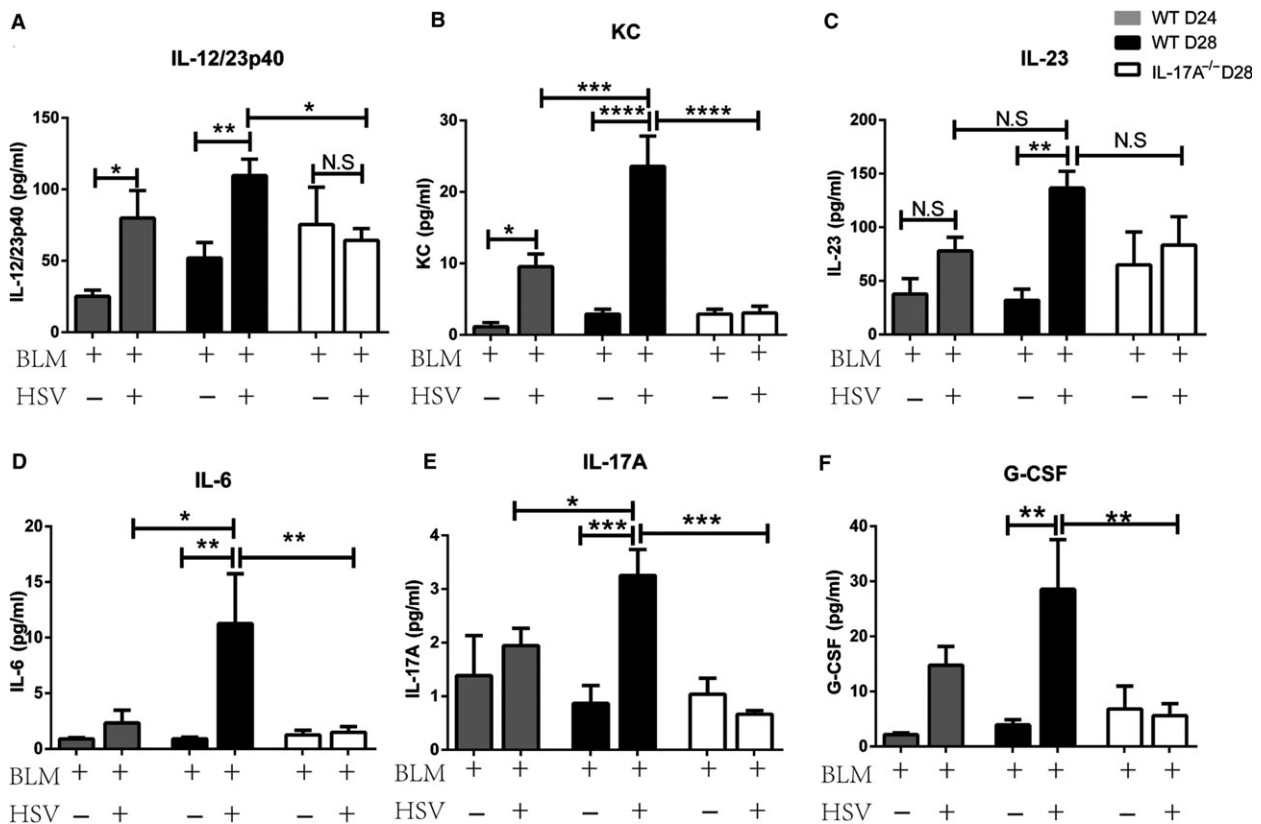 A
IL-12/23p40
IL-12/23p40 (pg/ml)
150
100
50
0
*
**
*
N.S
BLM + + + + + +
HSV – + – + – +
B
KC
KC (pg/ml)
30
20
10
0
***
****
****
*
BLM + + + + + +
HSV – + – + – +
C
IL-23
IL-23 (pg/ml)
200
150
100
50
0
N.S
**
N.S
N.S
BLM + + + + + +
HSV – + – + – +
WT D24
WT D28
IL-17A⁻/⁻D28
D
IL-6
IL-6 (pg/ml)
20
15
10
5
0
*
**
**
BLM + + + + + +
HSV – + – + – +
E
IL-17A
IL-17A (pg/ml)
4
3
2
1
0
*
***
***
BLM + + + + + +
HSV – + – + – +
F
G-CSF
G-CSF (pg/ml)
40
30
20
10
0
**
**
BLM + + + + + +
HSV – + – + – +